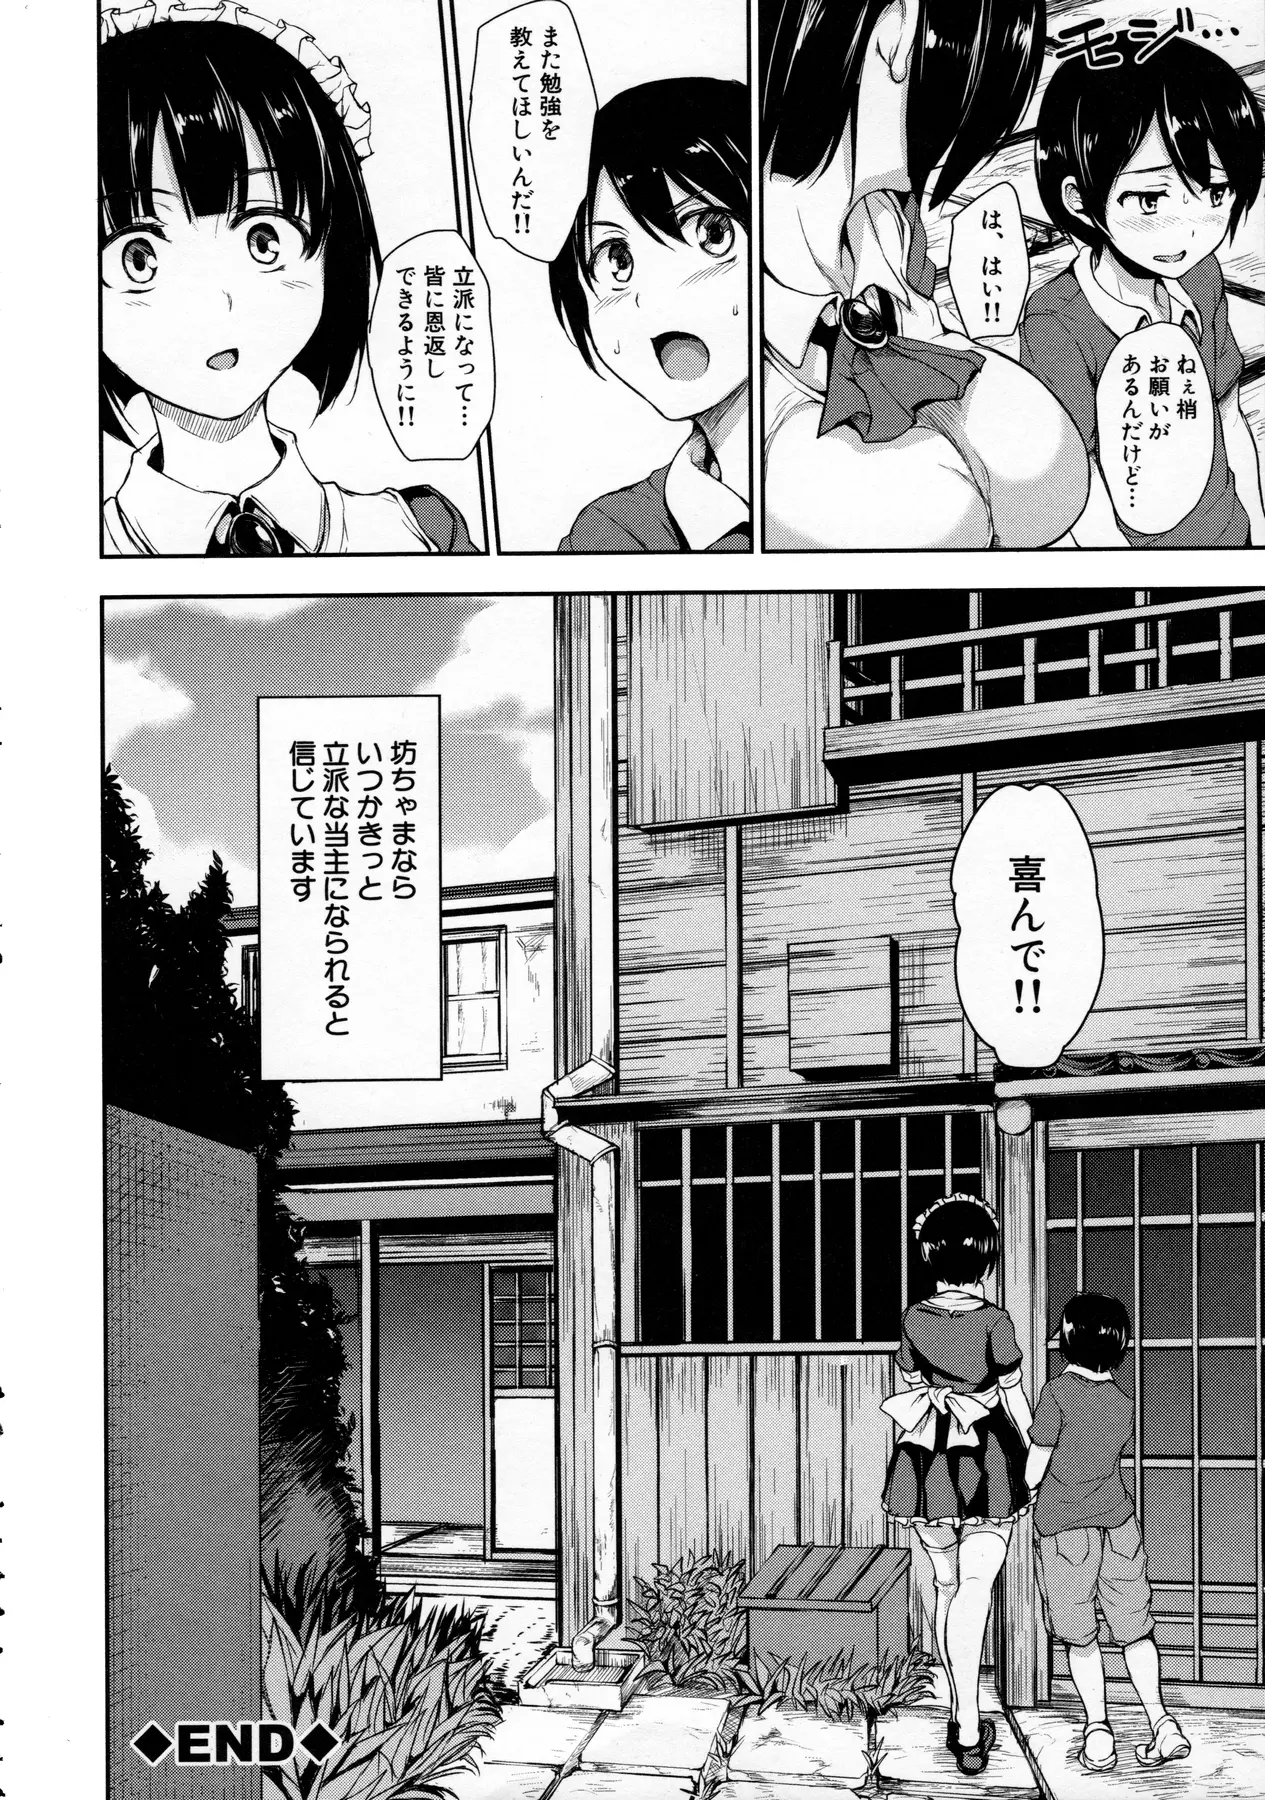 モジ…
ねぇ梢
お願いが
あるんだけど…
は、はい!!
また勉強を
教えてほしいんだ!!
立派になって…
皆に恩返し
できるように!!
喜んで!!
坊ちゃまなら
いつかきっと
立派な当主になられると
信じています
◆END◆